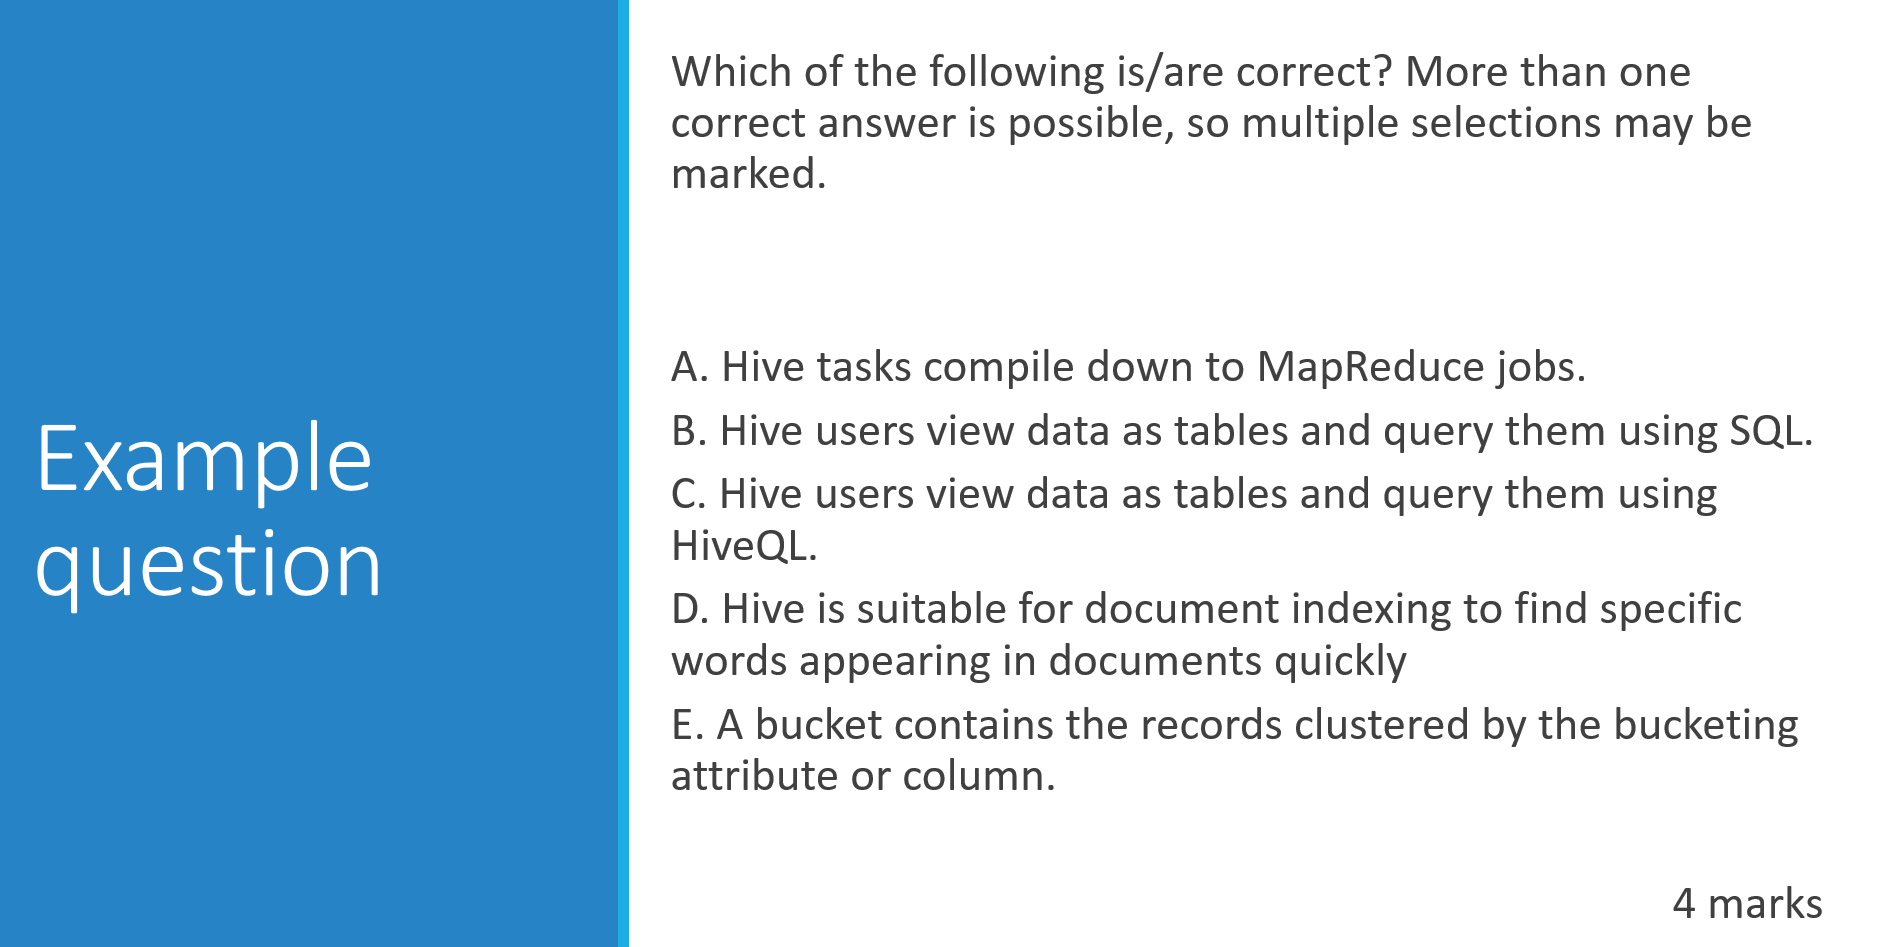 Example
question
Which of the following is/are correct? More than one
correct answer is possible, so multiple selections may be
marked.
A. Hive tasks compile down to MapReduce jobs.
B. Hive users view data as tables and query them using SQL.
C. Hive users view data as tables and query them using
HiveQL.
D. Hive is suitable for document indexing to find specific
words appearing in documents quickly
E. A bucket contains the records clustered by the bucketing
attribute or column.
4 marks